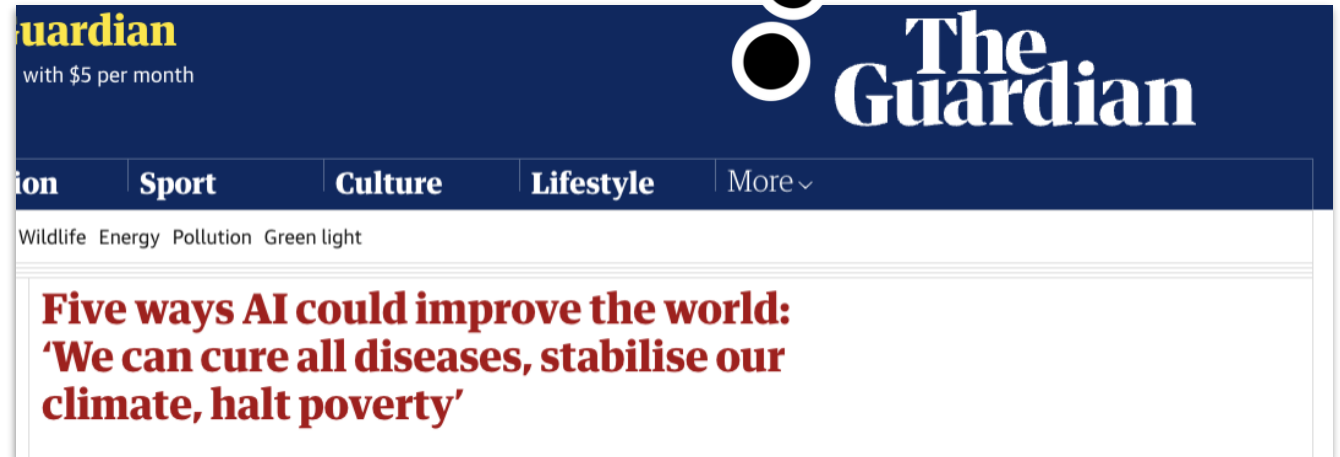 uardian
with $5 per month
The
Guardian
ion Sport Culture Lifestyle More
Wildlife Energy Pollution Green light
Five ways AI could improve the world:
‘We can cure all diseases, stabilise our
climate, halt poverty’